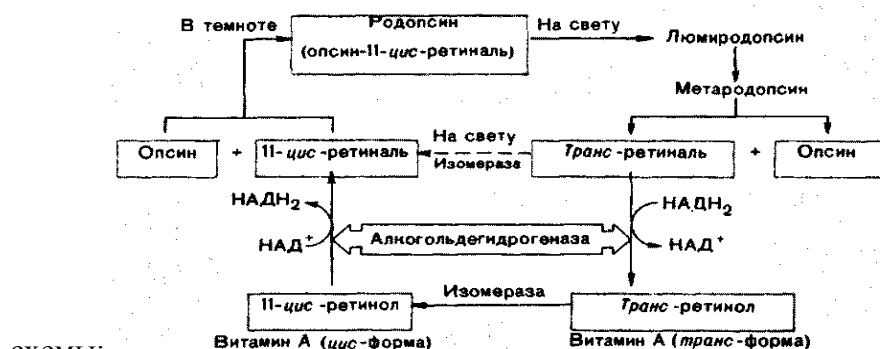 В темноте
Родопсин
(опсин-11-цис-ретиналь)
На свету
Люмиродопсин
Метародопсин
Опсин
+
11-цис-ретиналь
На свету
Изомераза
Транс-ретиналь
+
Опсин
НАДН₂
НАД⁺
Алкогольдегидрогеназа
НАДН₂
НАД⁺
11-цис-ретинол
Изомераза
Транс-ретинол
Витамин А (цис-форма)
Витамин А (транс-форма)